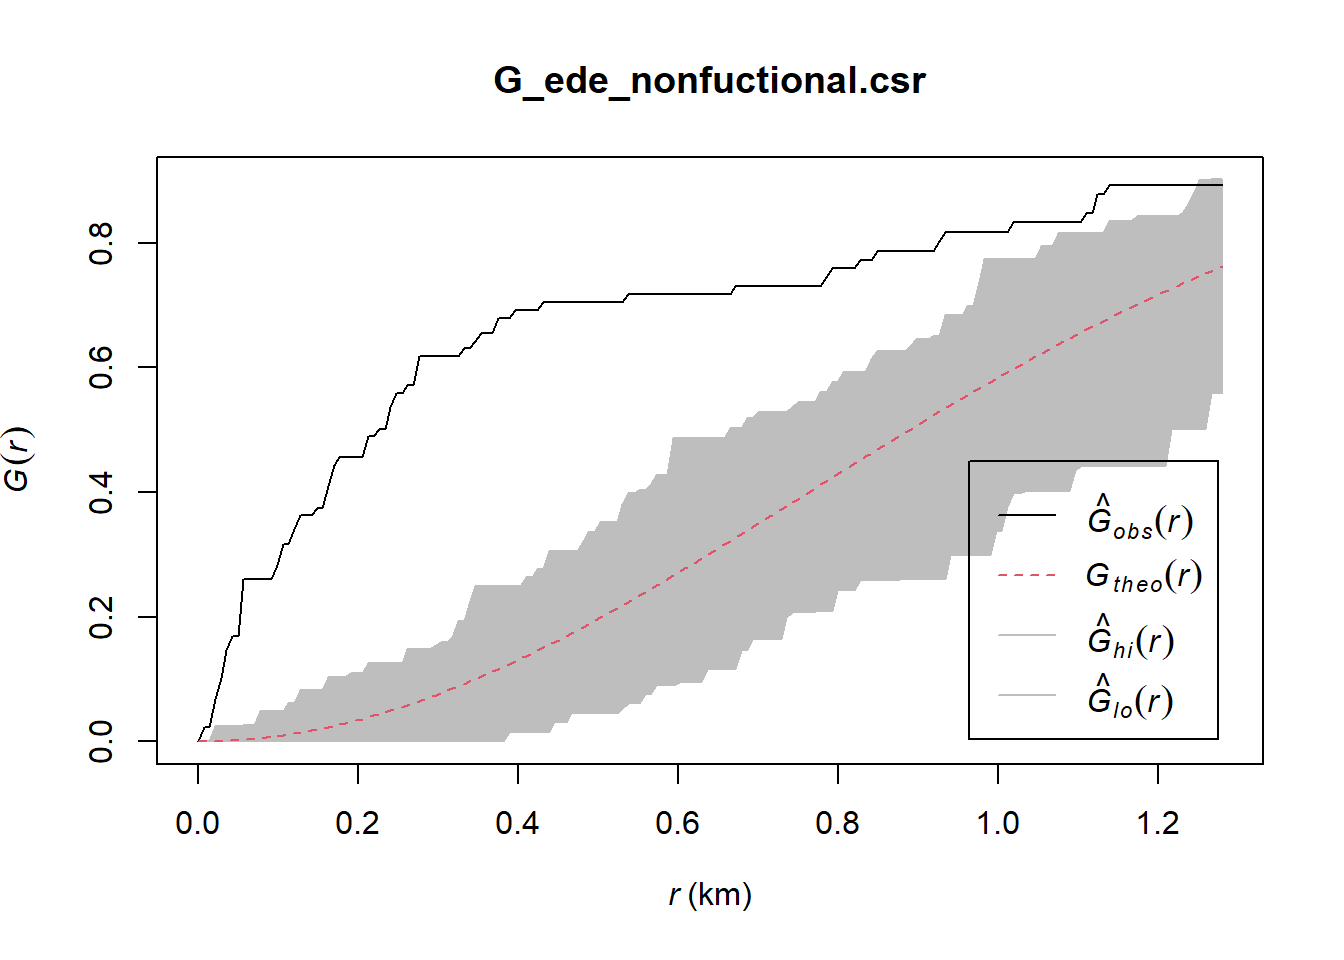 G_ede_nonfuctional.csr
G(r)
0.0 0.2 0.4 0.6 0.8
0.0 0.2 0.4 0.6 0.8 1.0 1.2
r (km)
Ĝobs(r)
Gtheo(r)
Ĝhi(r)
Ĝlo(r)